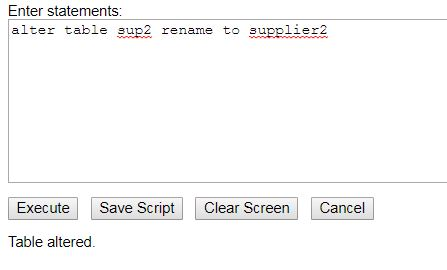 Enter statements:
alter table sup2 rename to supplier2
Execute Save Script Clear Screen Cancel
Table altered.